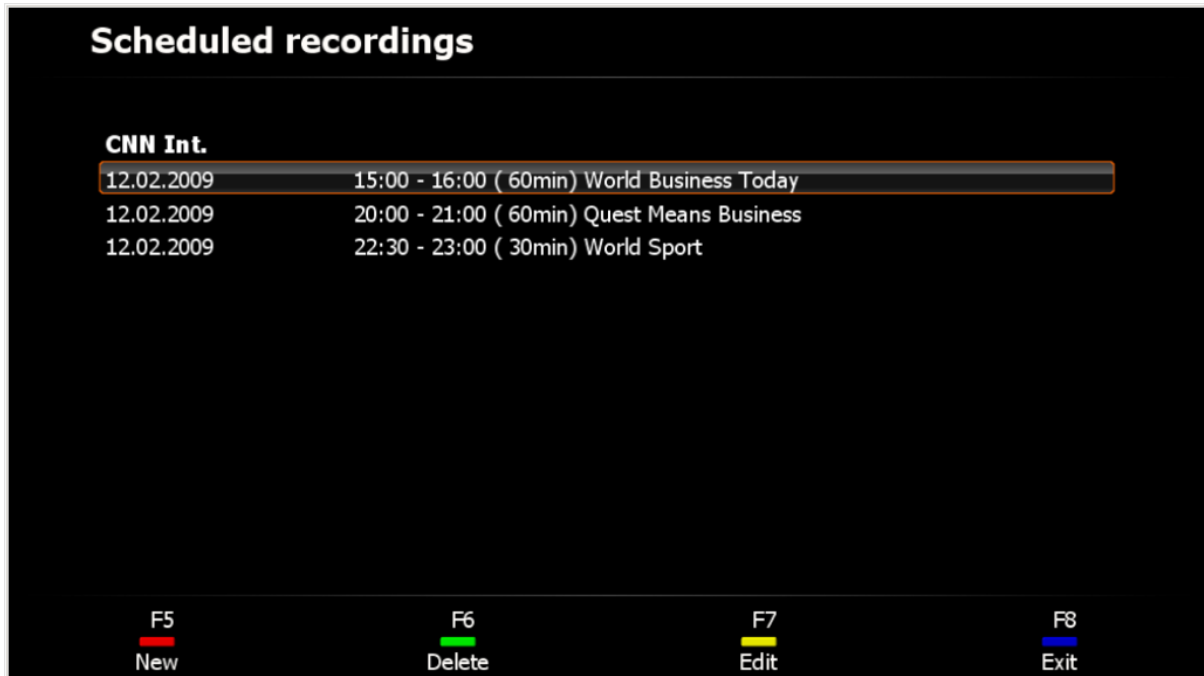 Scheduled recordings
CNN Int.
12.02.2009 15:00 - 16:00 ( 60min) World Business Today
12.02.2009 20:00 - 21:00 ( 60min) Quest Means Business
12.02.2009 22:30 - 23:00 ( 30min) World Sport
F5 F6 F7 F8
New Delete Edit Exit